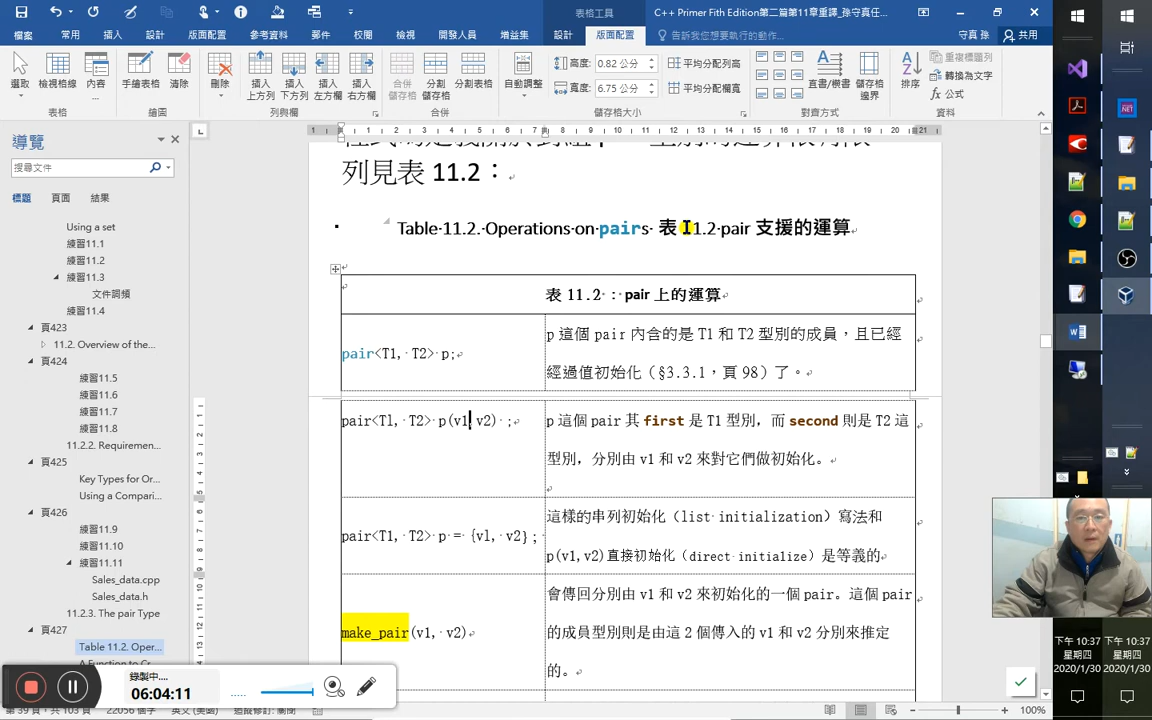 表格工具
C++ Primer Fith Edition第二篇第11章重譯_孫守真任...
檔案 常用 插入 設計 版面配置 參考資料 郵件 校閱 檢視 開發人員 增益集 設計 版面配置 告訴我您想要執行的動作... 守真 孫 共用
選取 檢視格線 內容 ... 手繪表格 清除 刪除 插入上方列 插入下方列 插入左方欄 插入右方欄 合併儲存格 分割儲存格 分割表格 自動調整 高度: 0.82 公分 平均分配列高 寬度: 6.75 公分 平均分配欄寬 直書/橫書 儲存格邊界 排序 重複標題列 轉換為文字 公式
表格 繪圖 列與欄 合併 儲存格大小 對齊方式 資料
導覽
搜尋文件
標題 頁面 結果
Using a set
練習11.1
練習11.2
練習11.3
文件詞頻
練習11.4
頁423
11.2. Overview of the...
頁424
練習11.5
練習11.6
練習11.7
練習11.8
11.2.2. Requiremen...
頁425
Key Types for Or...
Using a Compari...
頁426
練習11.9
練習11.10
練習11.11
Sales_data.cpp
Sales_data.h
11.2.3. The pair Type
頁427
Table 11.2. Oper...
列見表 11.2：
Table 11.2. Operations on pairs 表 11.2 pair 支援的運算
表 11.2 ：pair 上的運算
pair<T1, T2> p;
p 這個 pair 內含的是 T1 和 T2 型別的成員，且已經
經過值初始化（§3.3.1，頁 98）了。
pair<Tl, T2> p(v1, v2) ;
p 這個 pair 其 first 是 T1 型別，而 second 則是 T2 這
型別，分別由 v1 和 v2 來對它們做初始化。
pair<T1, T2> p = {vl, v2} ;
這樣的串列初始化（list initialization）寫法和
p(v1,v2)直接初始化（direct initialize）是等義的
make_pair(v1, v2)
會傳回分別由 v1 和 v2 來初始化的一個 pair。這個 pair
的成員型別則是由這 2 個傳入的 v1 和 v2 分別來推定
的。
錄製中...
06:04:11
100%
下午 10:37
星期四
2020/1/30
下午 10:37
星期四
2020/1/30